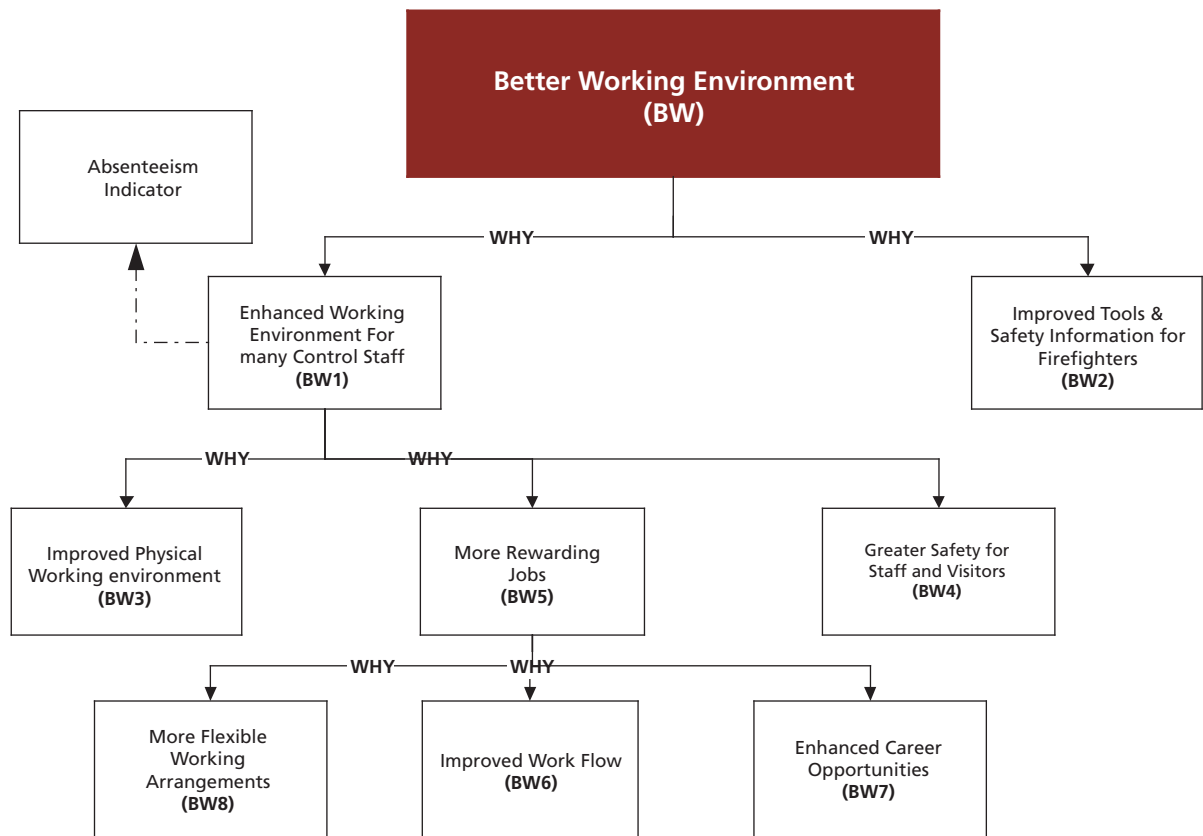 Better Working Environment
(BW)
Absenteeism
Indicator
WHY
WHY
Enhanced Working
Environment For
many Control Staff
(BW1)
Improved Tools &
Safety Information for
Firefighters
(BW2)
WHY
WHY
Improved Physical
Working environment
(BW3)
More Rewarding
Jobs
(BW5)
Greater Safety for
Staff and Visitors
(BW4)
WHY
WHY
More Flexible
Working
Arrangements
(BW8)
Improved Work Flow
(BW6)
Enhanced Career
Opportunities
(BW7)